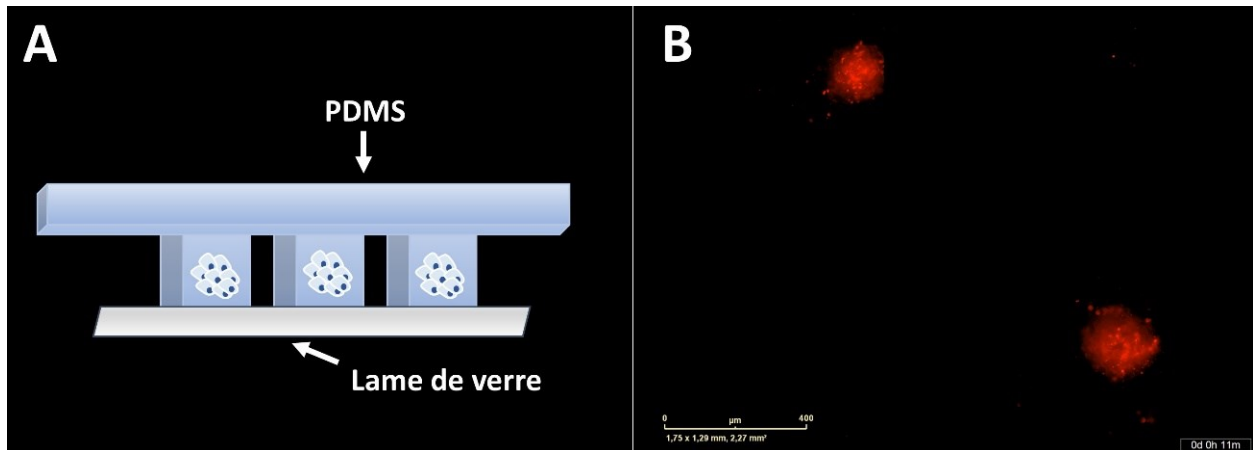 A
PDMS
Lame de verre
B
0 µm 400
1,75 x 1,29 mm, 2,27 mm²
0d 0h 11m